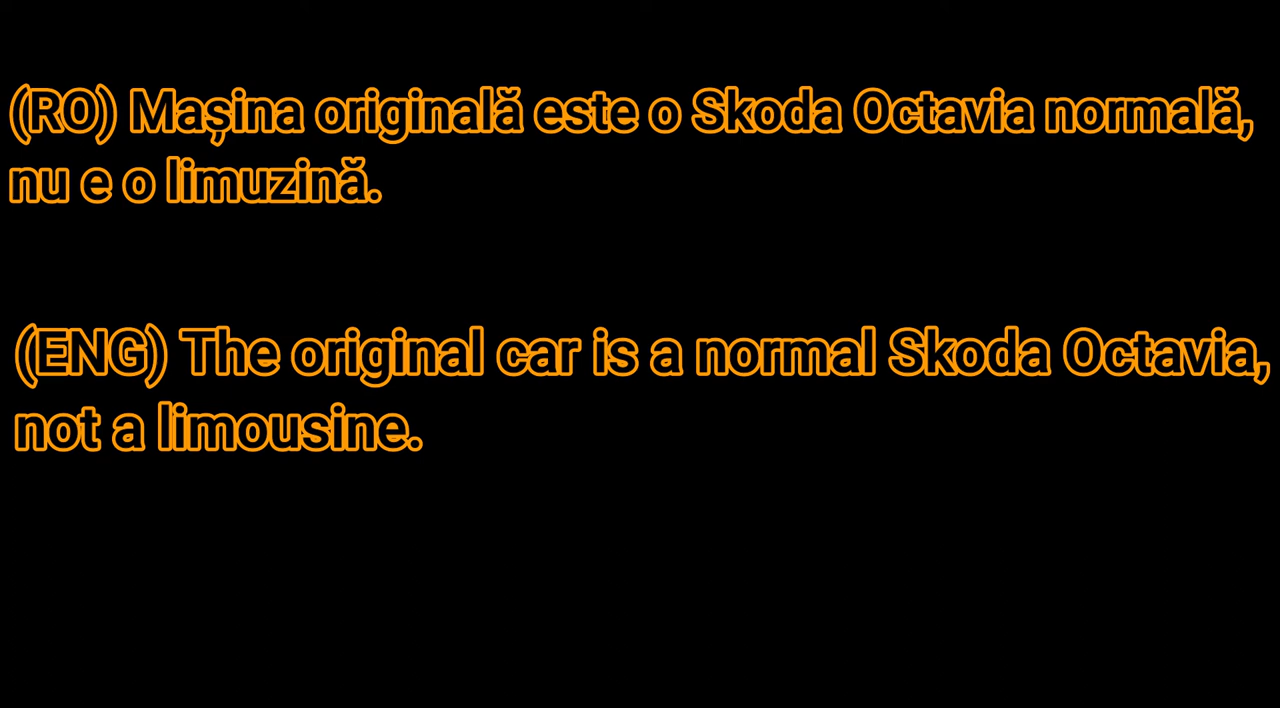 (RO) Mașina originală este o Skoda Octavia normală,
nu e o limuzină.
(ENG) The original car is a normal Skoda Octavia,
not a limousine.